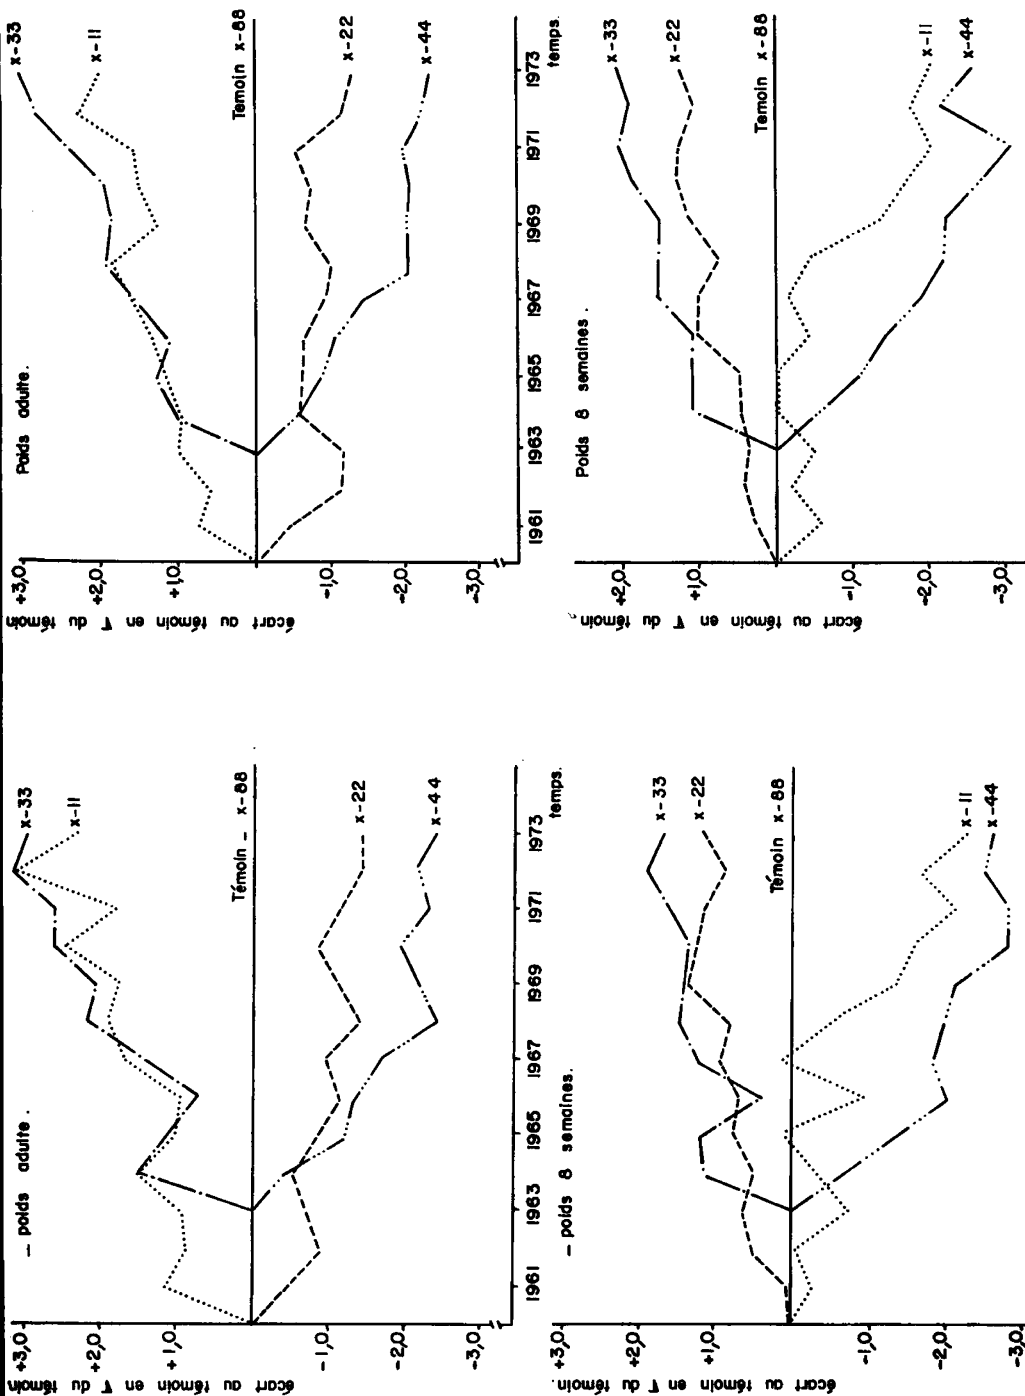 – poids adulte.
écart au témoin en σ du témoin
+3,0
+2,0
+1,0
-1,0
-2,0
-3,0
x-33
x-11
Témoin – x-88
x-22
x-44
1961 1963 1965 1967 1969 1971 1973
temps.
Poids adulte.
écart au témoin en σ du témoin
+3,0
+2,0
+1,0
-1,0
-2,0
-3,0
x-33
x-11
Temoin x-88
x-22
x-44
1961 1963 1965 1967 1969 1971 1973
temps.
– poids 8 semaines.
écart au témoin en σ du témoin.
+3,0
+2,0
+1,0
-1,0
-2,0
-3,0
x-33
x-22
Témoin x-88
x-11
x-44
Poids 8 semaines.
écart au témoin en σ du témoin.
+2,0
+1,0
-1,0
-2,0
-3,0
x-33
x-22
Temoin x-88
x-11
x-44